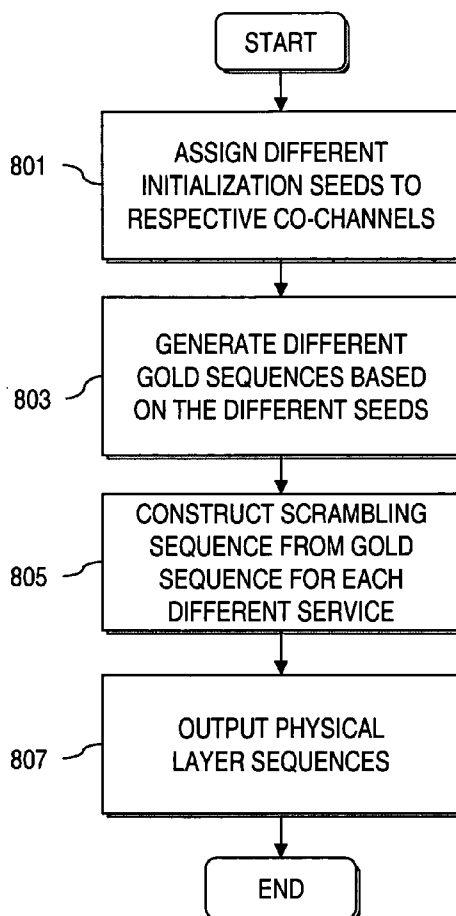 START
801
ASSIGN DIFFERENT
INITIALIZATION SEEDS TO
RESPECTIVE CO-CHANNELS
803
GENERATE DIFFERENT
GOLD SEQUENCES BASED
ON THE DIFFERENT SEEDS
805
CONSTRUCT SCRAMBLING
SEQUENCE FROM GOLD
SEQUENCE FOR EACH
DIFFERENT SERVICE
807
OUTPUT PHYSICAL
LAYER SEQUENCES
END